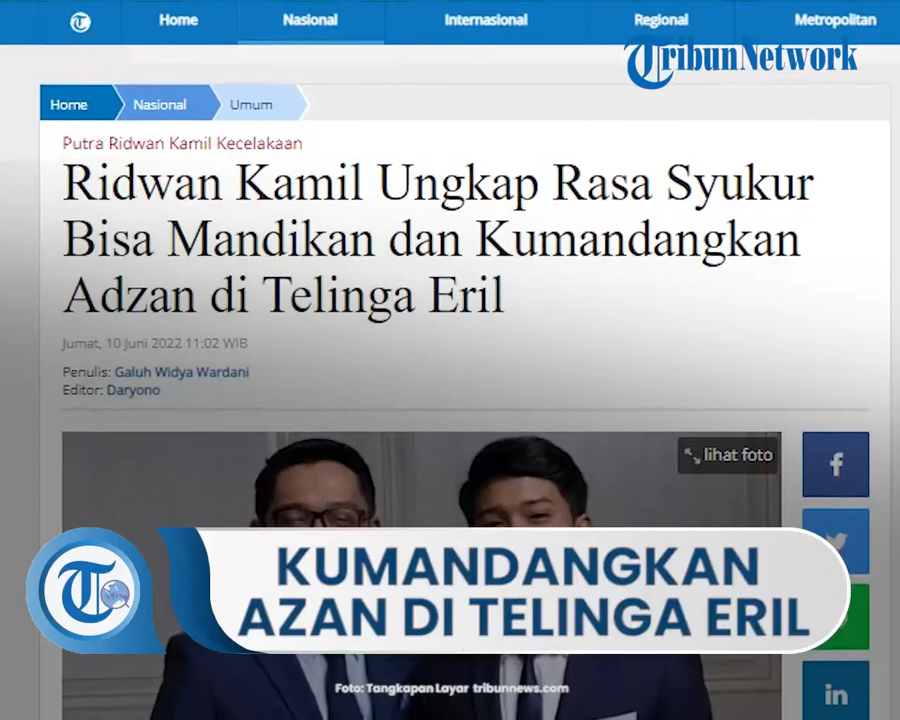 Home Nasional Internasional Regional Metropolitan
TribunNetwork
Home Nasional Umum
Putra Ridwan Kamil Kecelakaan
Ridwan Kamil Ungkap Rasa Syukur
Bisa Mandikan dan Kumandangkan
Adzan di Telinga Eril
Jumat, 10 Juni 2022 11:02 WIB
Penulis: Galuh Widya Wardani
Editor: Daryono
lihat foto
KUMANDANGKAN
AZAN DI TELINGA ERIL
Foto: Tangkapan Layar tribunnews.com